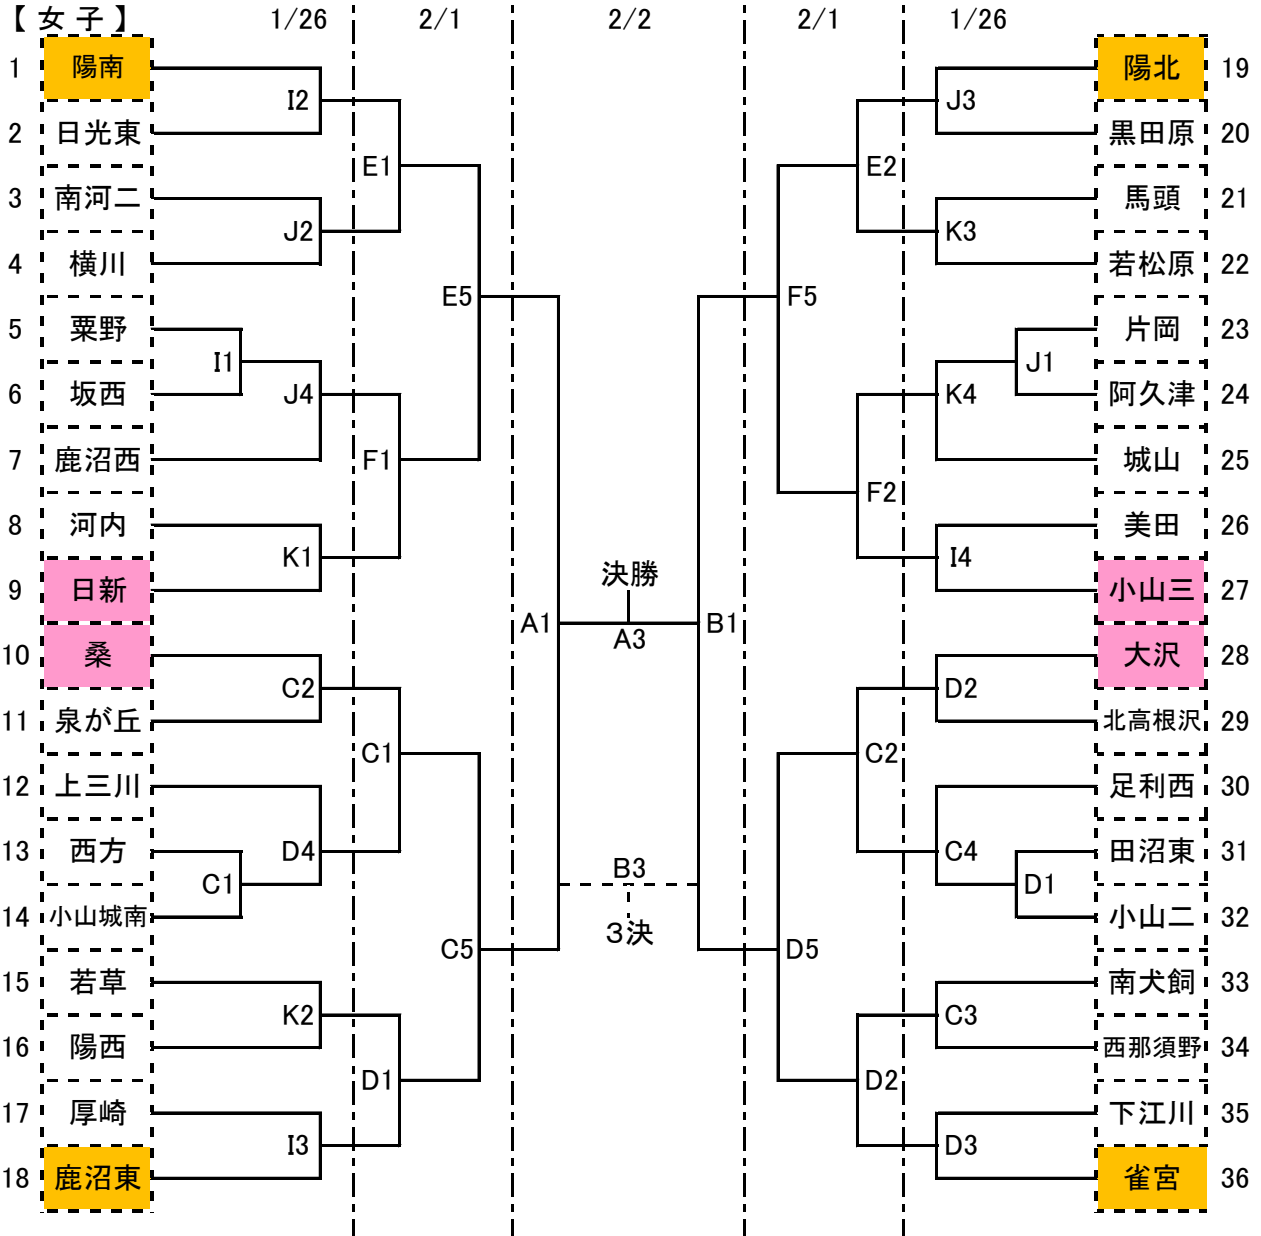 【 女 子 】 1/26 2/1 2/2 2/1 1/26
1 陽南 陽北 19
I2 J3
2 日光東 黒田原 20
E1 E2
3 南河二 馬頭 21
J2 K3
4 横川 若松原 22
E5 F5
5 粟野 片岡 23
I1 J1
6 坂西 J4 K4 阿久津 24
7 鹿沼西 F1 城山 25
F2
8 河内 美田 26
K1 I4
決勝
9 日新 小山三 27
A1 B1
A3
10 桑 大沢 28
C2 D2
11 泉が丘 北高根沢 29
C1 C2
12 上三川 足利西 30
13 西方 D4 C4 田沼東 31
B3
C1 D1
14 小山城南 小山二 32
3決
C5 D5
15 若草 南犬飼 33
K2 C3
16 陽西 西那須野 34
D1 D2
17 厚崎 下江川 35
I3 D3
18 鹿沼東 雀宮 36